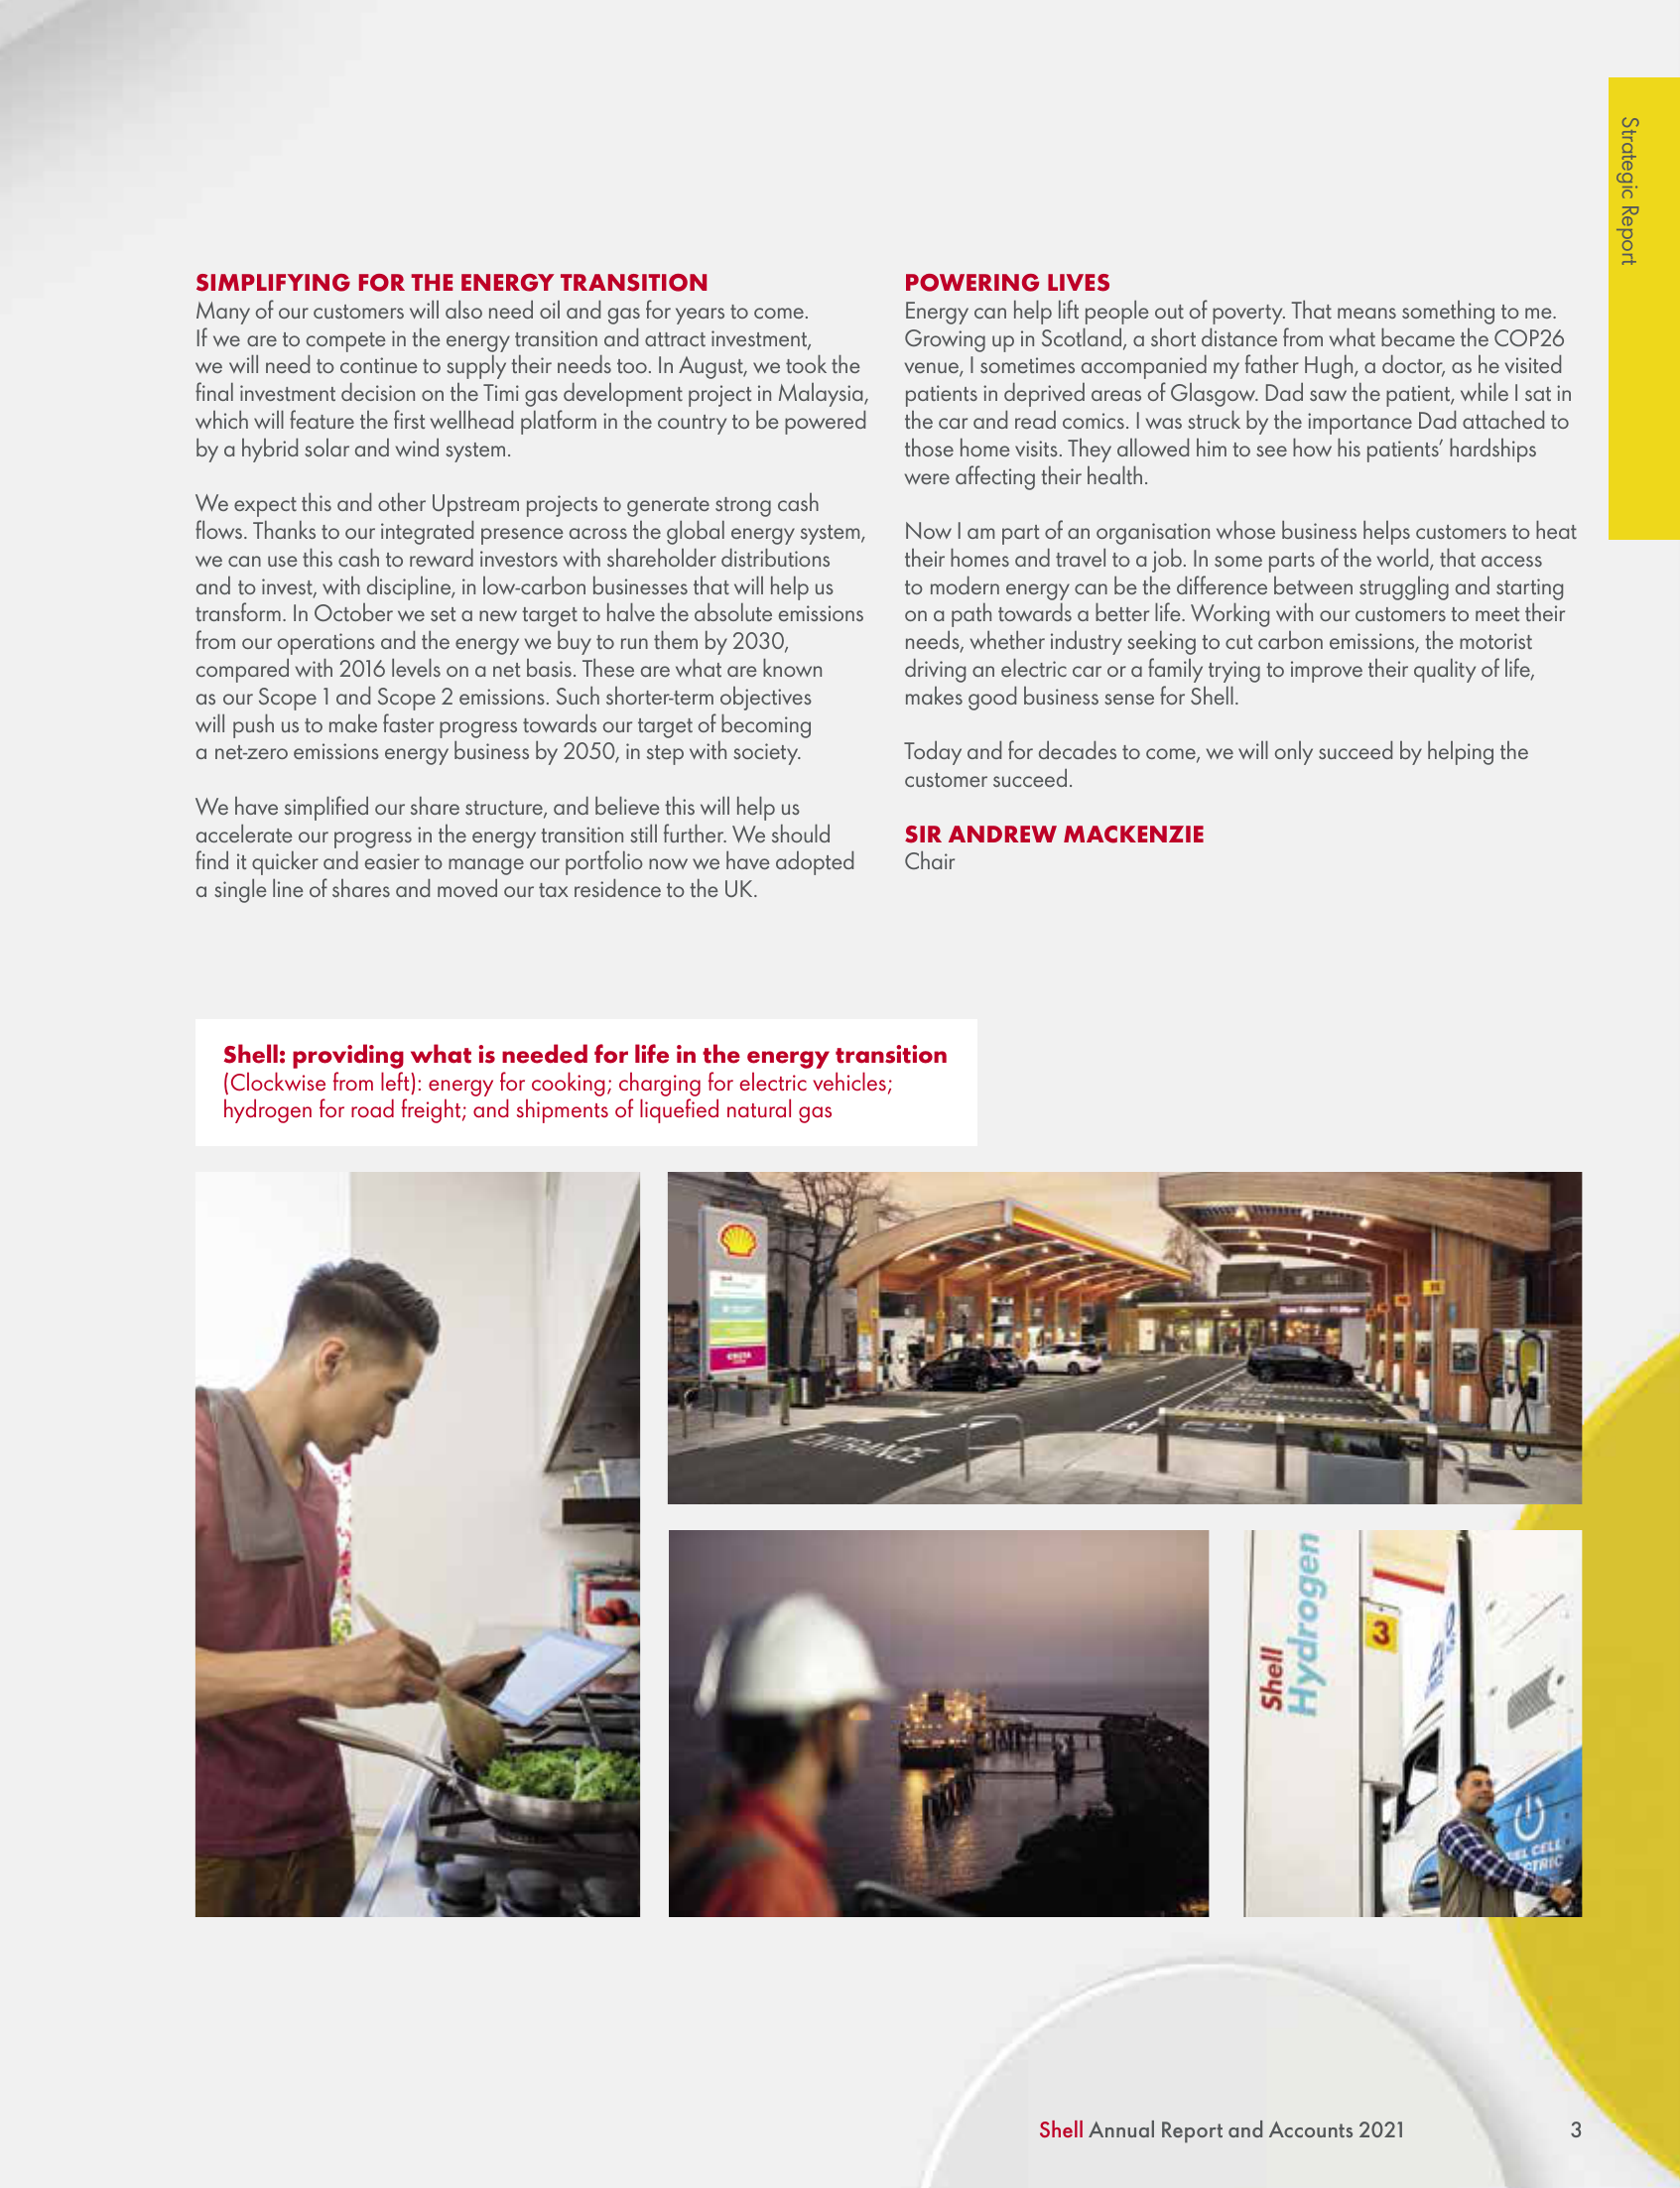 Strategic Report
SIMPLIFYING FOR THE ENERGY TRANSITION
Many of our customers will also need oil and gas for years to come.
If we are to compete in the energy transition and attract investment,
we will need to continue to supply their needs too. In August, we took the
final investment decision on the Timi gas development project in Malaysia,
which will feature the first wellhead platform in the country to be powered
by a hybrid solar and wind system.
We expect this and other Upstream projects to generate strong cash
flows. Thanks to our integrated presence across the global energy system,
we can use this cash to reward investors with shareholder distributions
and to invest, with discipline, in low-carbon businesses that will help us
transform. In October we set a new target to halve the absolute emissions
from our operations and the energy we buy to run them by 2030,
compared with 2016 levels on a net basis. These are what are known
as our Scope 1 and Scope 2 emissions. Such shorter-term objectives
will push us to make faster progress towards our target of becoming
a net-zero emissions energy business by 2050, in step with society.
We have simplified our share structure, and believe this will help us
accelerate our progress in the energy transition still further. We should
find it quicker and easier to manage our portfolio now we have adopted
a single line of shares and moved our tax residence to the UK.
POWERING LIVES
Energy can help lift people out of poverty. That means something to me.
Growing up in Scotland, a short distance from what became the COP26
venue, I sometimes accompanied my father Hugh, a doctor, as he visited
patients in deprived areas of Glasgow. Dad saw the patient, while I sat in
the car and read comics. I was struck by the importance Dad attached to
those home visits. They allowed him to see how his patients' hardships
were affecting their health.
Now I am part of an organisation whose business helps customers to heat
their homes and travel to a job. In some parts of the world, that access
to modern energy can be the difference between struggling and starting
on a path towards a better life. Working with our customers to meet their
needs, whether industry seeking to cut carbon emissions, the motorist
driving an electric car or a family trying to improve their quality of life,
makes good business sense for Shell.
Today and for decades to come, we will only succeed by helping the
customer succeed.
SIR ANDREW MACKENZIE
Chair
Shell: providing what is needed for life in the energy transition
(Clockwise from left): energy for cooking; charging for electric vehicles;
hydrogen for road freight; and shipments of liquefied natural gas
ENTRANCE
Shell
Hydrogen
3
CELL
Shell Annual Report and Accounts 2021
3